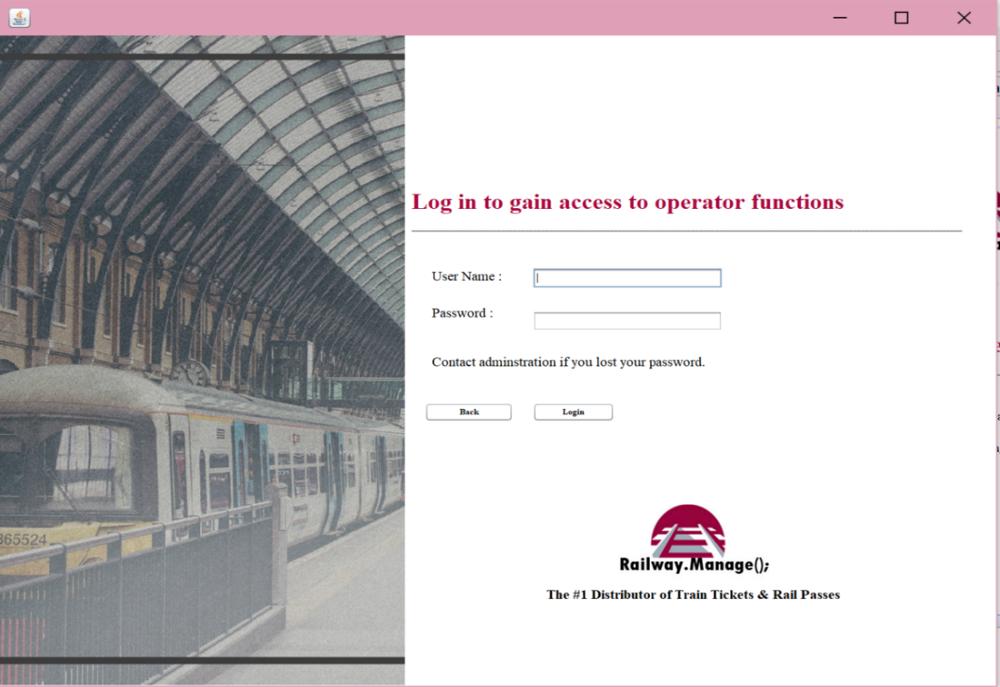 Log in to gain access to operator functions
User Name :
Password :
Contact adminstration if you lost your password.
Back
Login
365524
Railway.Manage();
The #1 Distributor of Train Tickets & Rail Passes